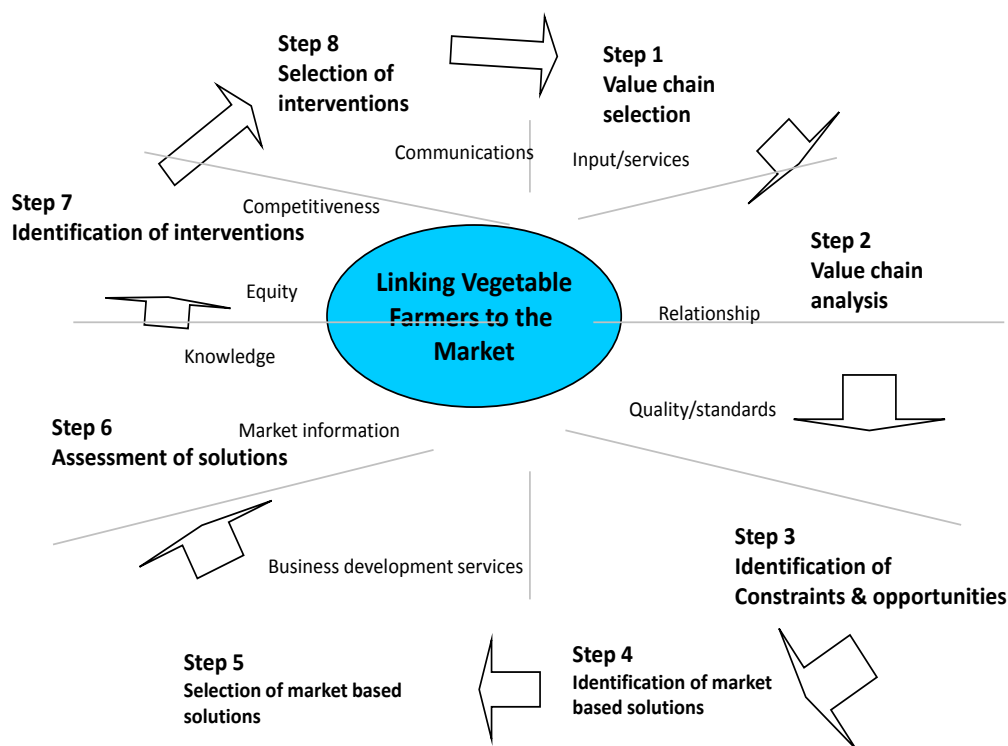 Step 8
Selection of
interventions
Step 1
Value chain
selection
Communications
Input/services
Step 7
Identification of interventions
Competitiveness
Step 2
Value chain
analysis
Linking Vegetable
Farmers to the
Market
Equity
Relationship
Knowledge
Quality/standards
Step 6
Assessment of solutions
Market information
Step 3
Identification of
Constraints & opportunities
Business development services
Step 5
Selection of market based
solutions
Step 4
Identification of market
based solutions